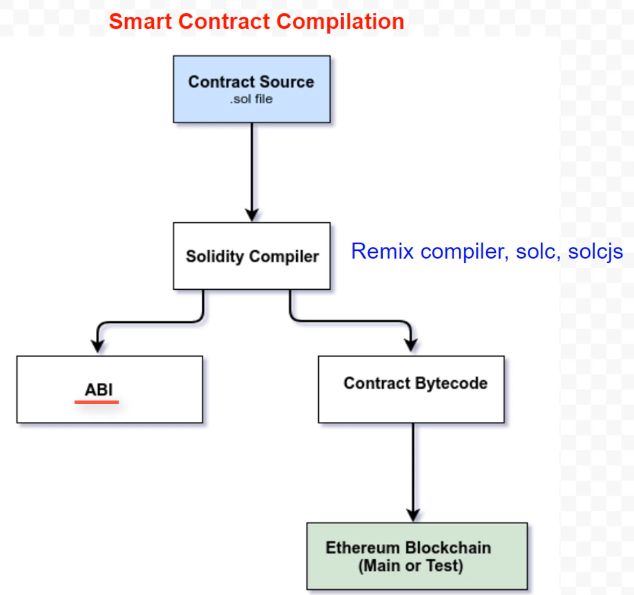 Smart Contract Compilation
Contract Source
.sol file
Solidity Compiler
Remix compiler, solc, solcjs
ABI
Contract Bytecode
Ethereum Blockchain
(Main or Test)